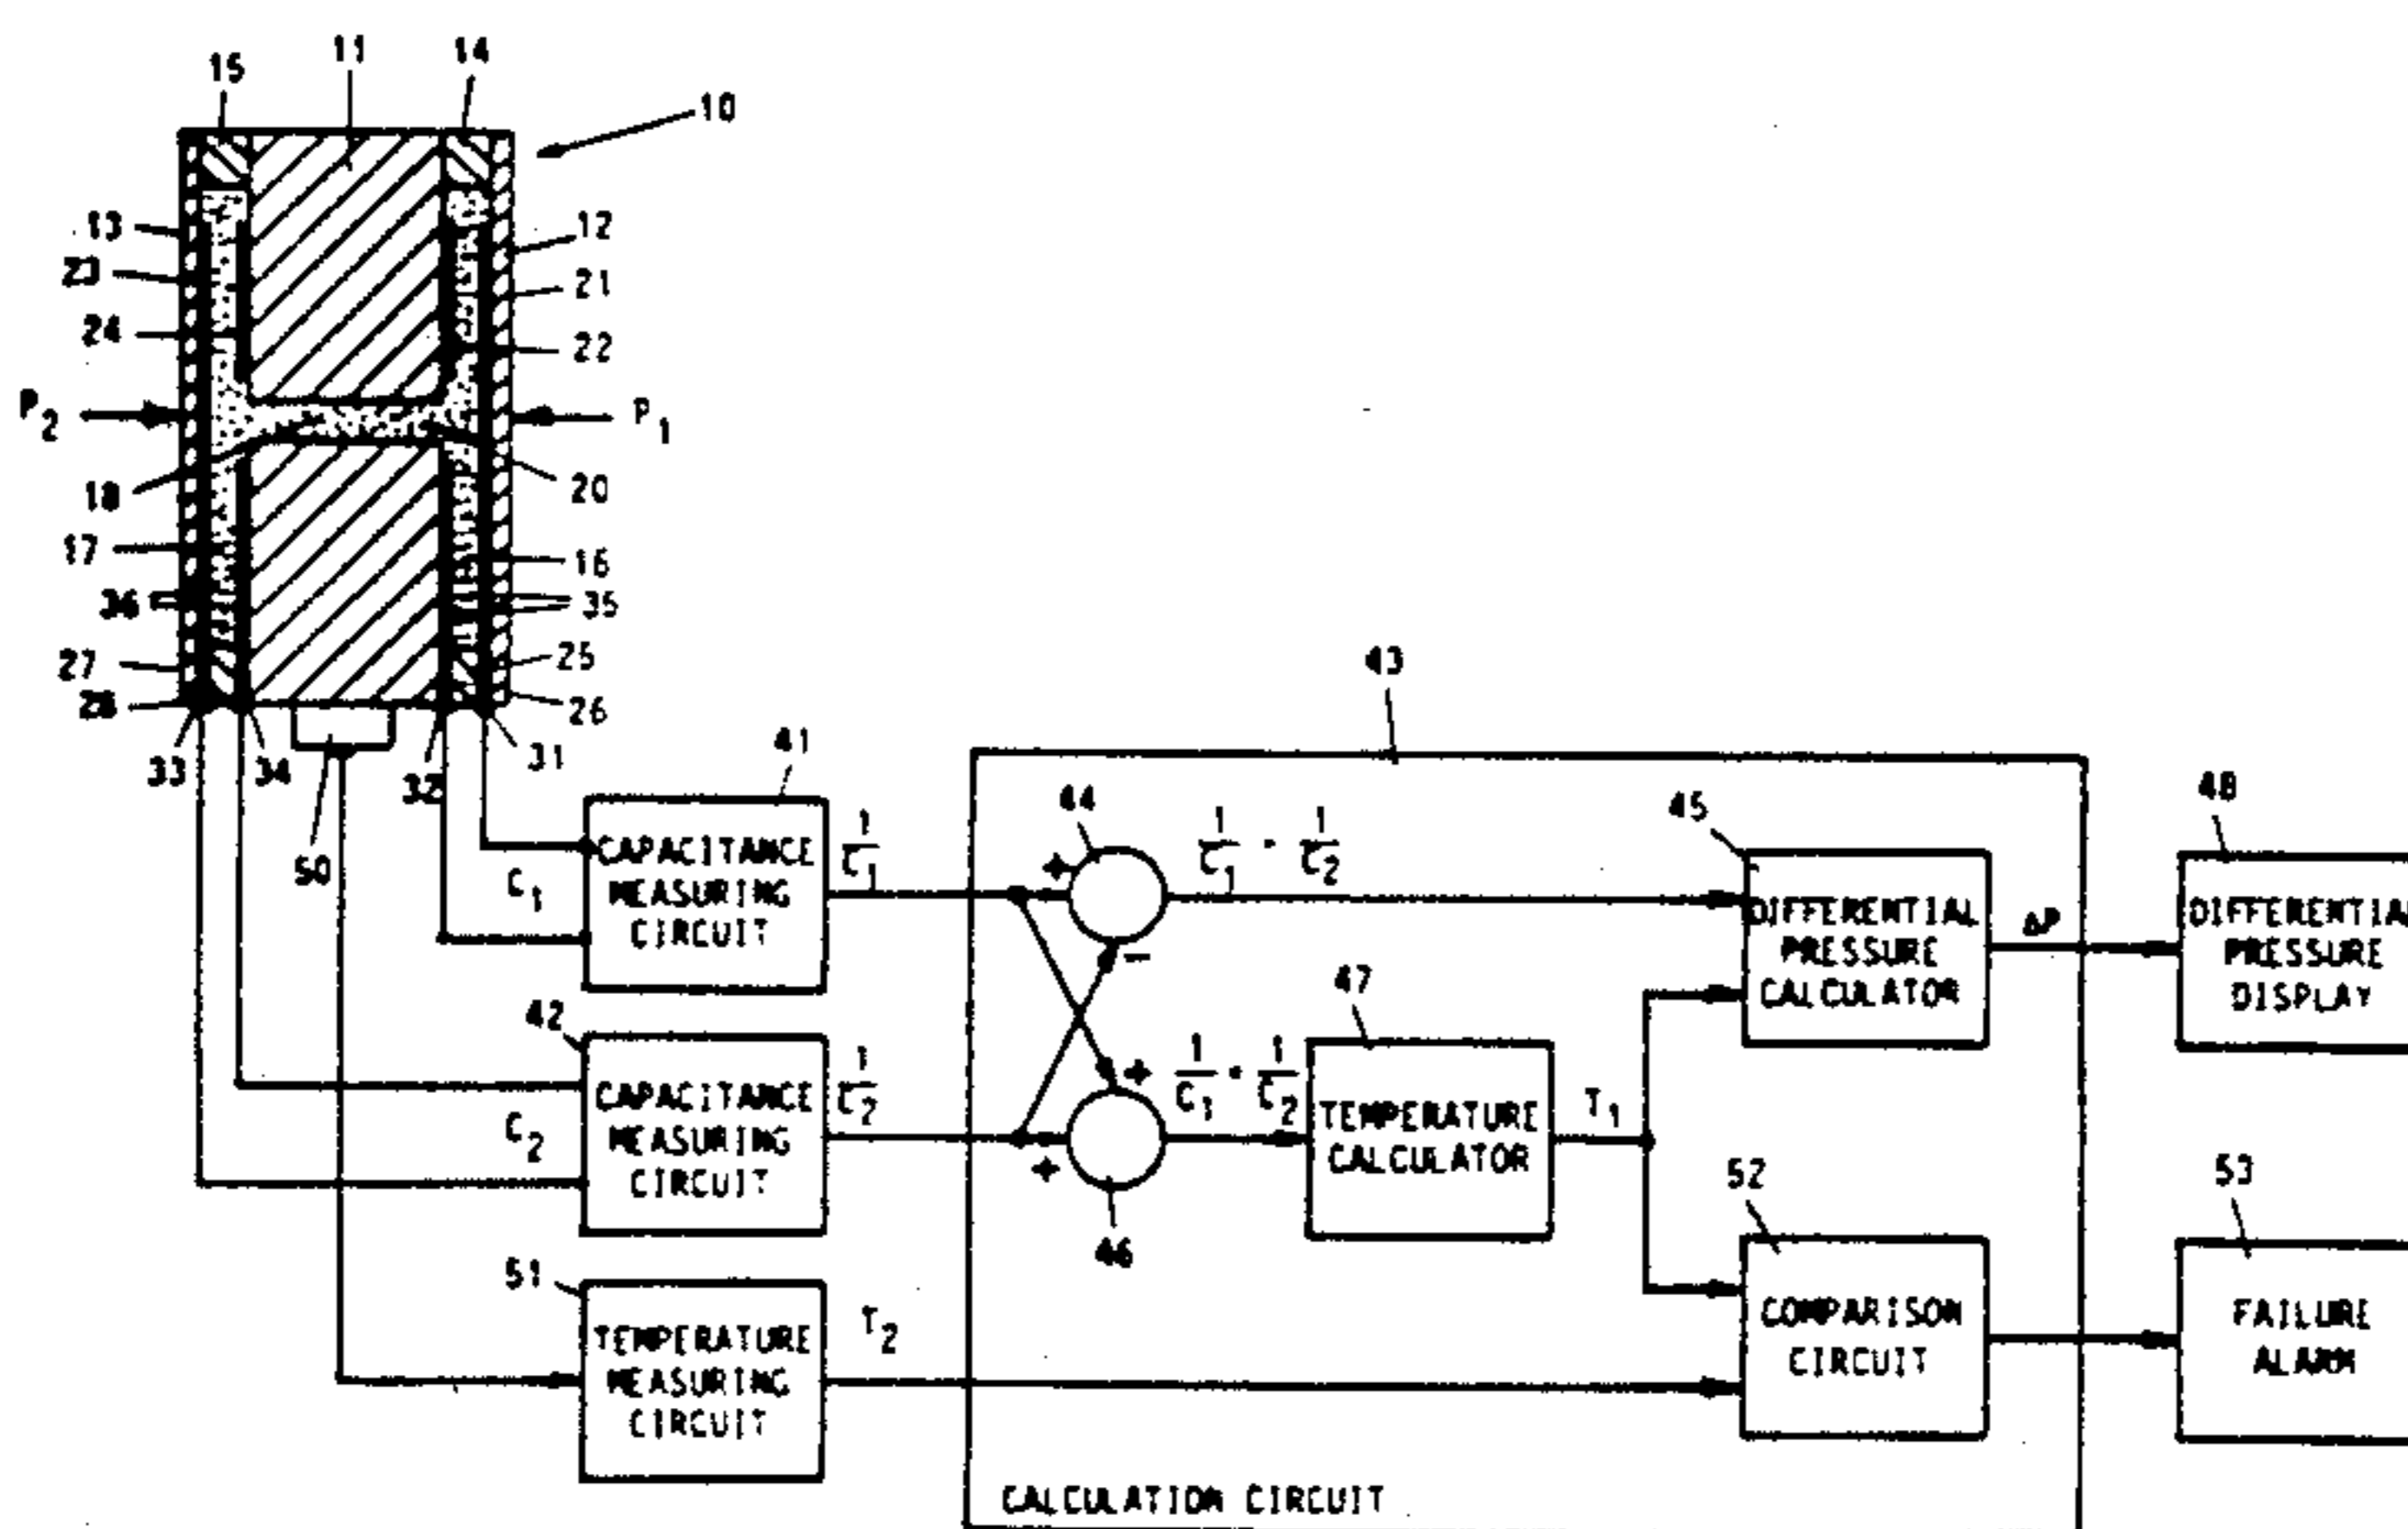 15
11
14
10
13
12
23
21
24
22
P2
P1
18
20
17
16
36
35
27
25
28
26
33
34
32
31
50
41
CAPACITANCE
MEASURING
CIRCUIT
C1
1/C1
43
44
+
-
1/C1 - 1/C2
45
DIFFERENTIAL
PRESSURE
CALCULATOR
ΔP
48
DIFFERENTIAL
PRESSURE
DISPLAY
42
CAPACITANCE
MEASURING
CIRCUIT
C2
1/C2
+
+
46
1/C1 + 1/C2
47
TEMPERATURE
CALCULATOR
T1
51
TEMPERATURE
MEASURING
CIRCUIT
T2
52
COMPARISON
CIRCUIT
53
FAILURE
ALARM
CALCULATION CIRCUIT